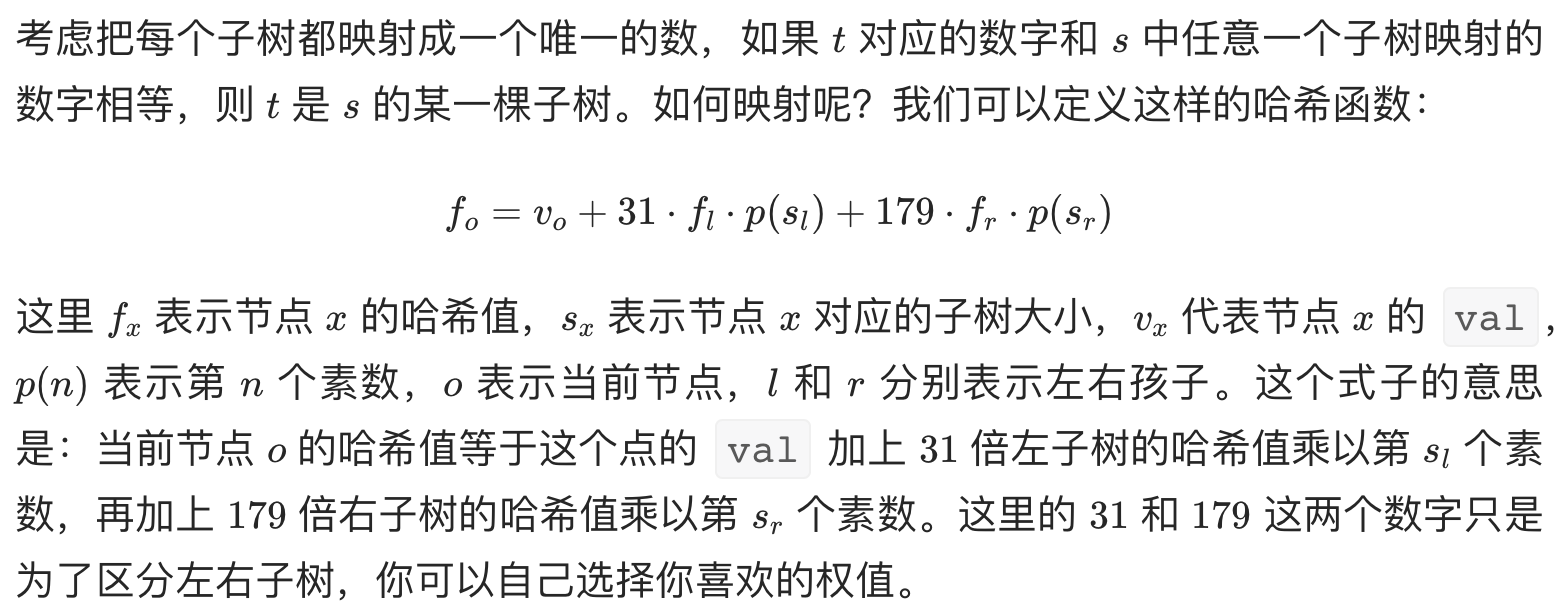 考虑把每个子树都映射成一个唯一的数，如果 t 对应的数字和 s 中任意一个子树映射的
数字相等，则 t 是 s 的某一棵子树。如何映射呢？我们可以定义这样的哈希函数：
f_o = v_o + 31 · f_l · p(s_l) + 179 · f_r · p(s_r)
这里 f_x 表示节点 x 的哈希值，s_x 表示节点 x 对应的子树大小，v_x 代表节点 x 的 val，
p(n) 表示第 n 个素数，o 表示当前节点，l 和 r 分别表示左右孩子。这个式子的意思
是：当前节点 o 的哈希值等于这个点的 val 加上 31 倍左子树的哈希值乘以第 s_l 个素
数，再加上 179 倍右子树的哈希值乘以第 s_r 个素数。这里的 31 和 179 这两个数字只是
为了区分左右子树，你可以自己选择你喜欢的权值。